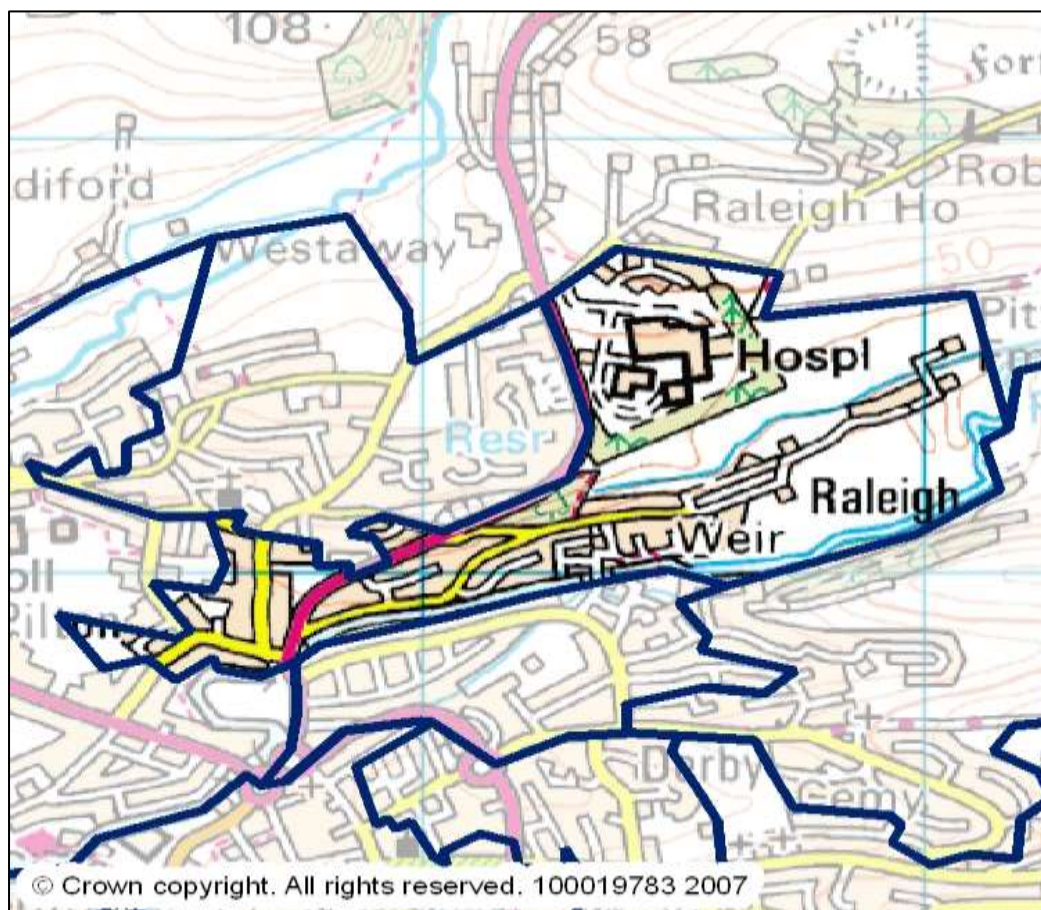 108
58
diford
Westaway
Raleigh Ho
Rob
50
Pit
Hospl
Resr
Raleigh
Weir
Derby
Cemy
© Crown copyright. All rights reserved. 100019783 2007